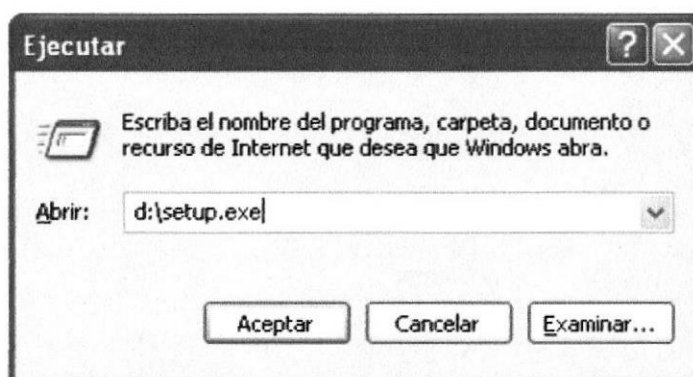 Ejecutar
Escriba el nombre del programa, carpeta, documento o
recurso de Internet que desea que Windows abra.
Abrir: d:\setup.exe
Aceptar Cancelar Examinar...